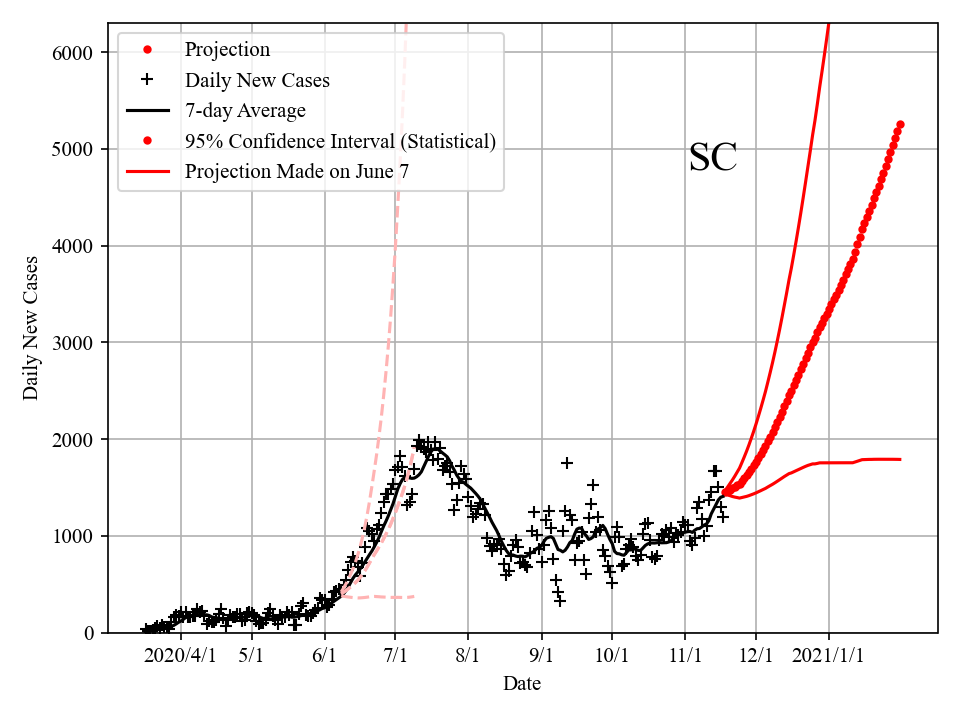 6000
5000
4000
3000
2000
1000
0
Daily New Cases
Projection
Daily New Cases
7-day Average
95% Confidence Interval (Statistical)
Projection Made on June 7
SC
2020/4/1 5/1 6/1 7/1 8/1 9/1 10/1 11/1 12/1 2021/1/1
Date